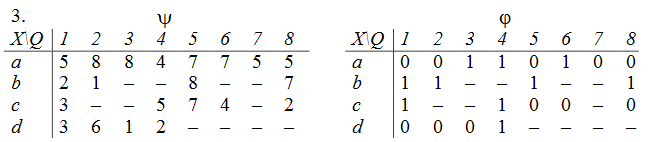 3. ψ φ
X\Q 1 2 3 4 5 6 7 8 X\Q 1 2 3 4 5 6 7 8
a 5 8 8 4 7 7 5 5 a 0 0 1 1 0 1 0 0
b 2 1 – – 8 – – 7 b 1 1 – – 1 – – 1
c 3 – – 5 7 4 – 2 c 1 – – 1 0 0 – 0
d 3 6 1 2 – – – – d 0 0 0 1 – – – –